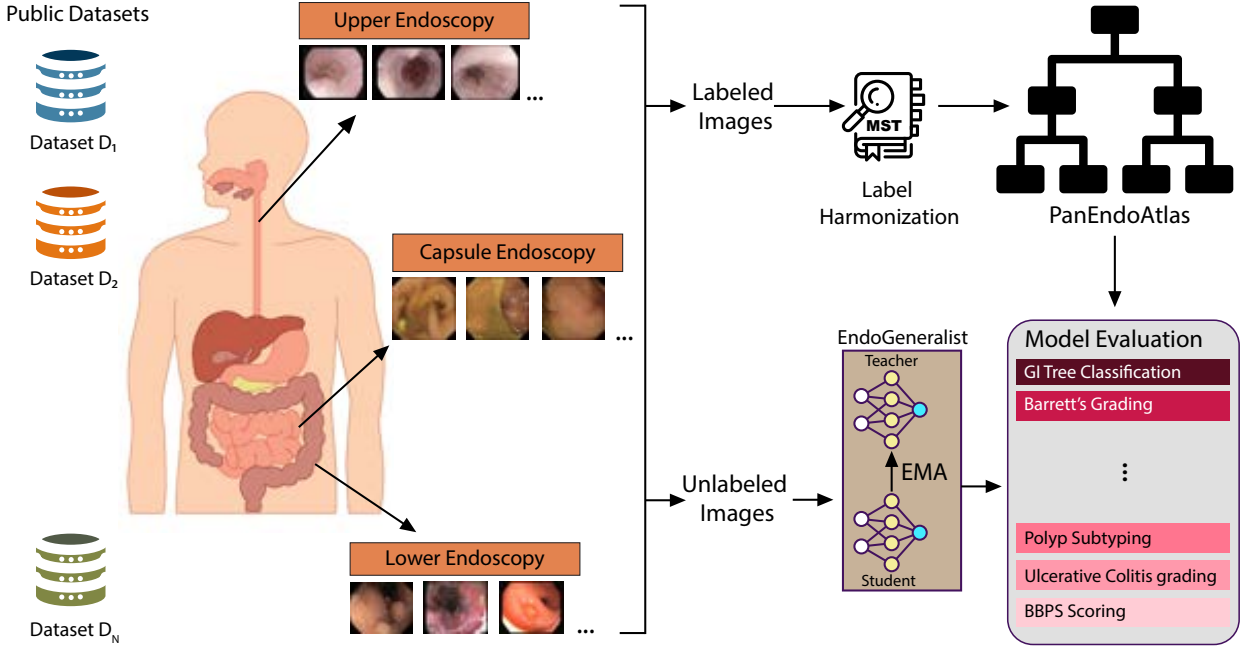 Public Datasets
Dataset D₁
Dataset D₂
Dataset Dₙ
Upper Endoscopy
...
Capsule Endoscopy
...
Lower Endoscopy
...
Labeled
Images
MST
Label
Harmonization
PanEndoAtlas
Unlabeled
Images
EndoGeneralist
Teacher
EMA
Student
Model Evaluation
GI Tree Classification
Barrett's Grading
⋮
Polyp Subtyping
Ulcerative Colitis grading
BBPS Scoring